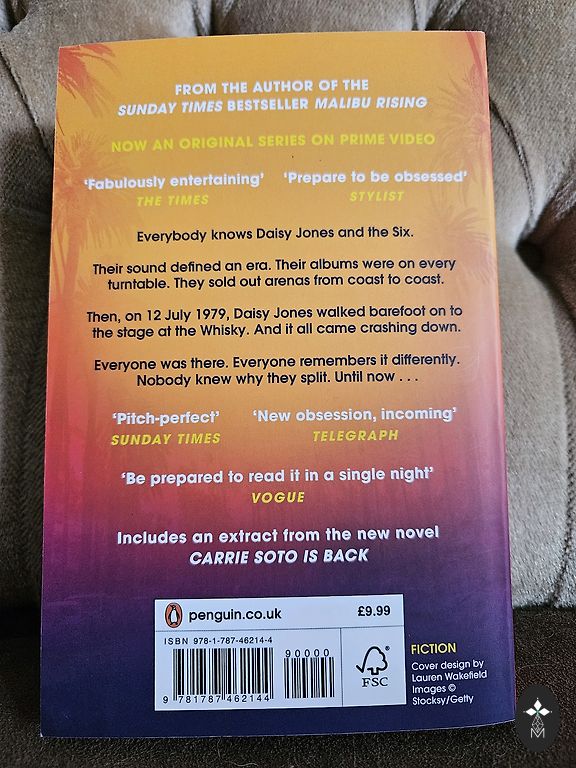 FROM THE AUTHOR OF THE
SUNDAY TIMES BESTSELLER MALIBU RISING
NOW AN ORIGINAL SERIES ON PRIME VIDEO
'Fabulously entertaining' 'Prepare to be obsessed'
THE TIMES STYLIST
Everybody knows Daisy Jones and the Six.
Their sound defined an era. Their albums were on every
turntable. They sold out arenas from coast to coast.
Then, on 12 July 1979, Daisy Jones walked barefoot on to
the stage at the Whisky. And it all came crashing down.
Everyone was there. Everyone remembers it differently.
Nobody knew why they split. Until now . . .
'Pitch-perfect' 'New obsession, incoming'
SUNDAY TIMES TELEGRAPH
'Be prepared to read it in a single night'
VOGUE
Includes an extract from the new novel
CARRIE SOTO IS BACK
penguin.co.uk £9.99
ISBN 978-1-787-46214-4
90000
9 781787 462144
FSC
FICTION
Cover design by
Lauren Wakefield
Images ©
Stocksy/Getty